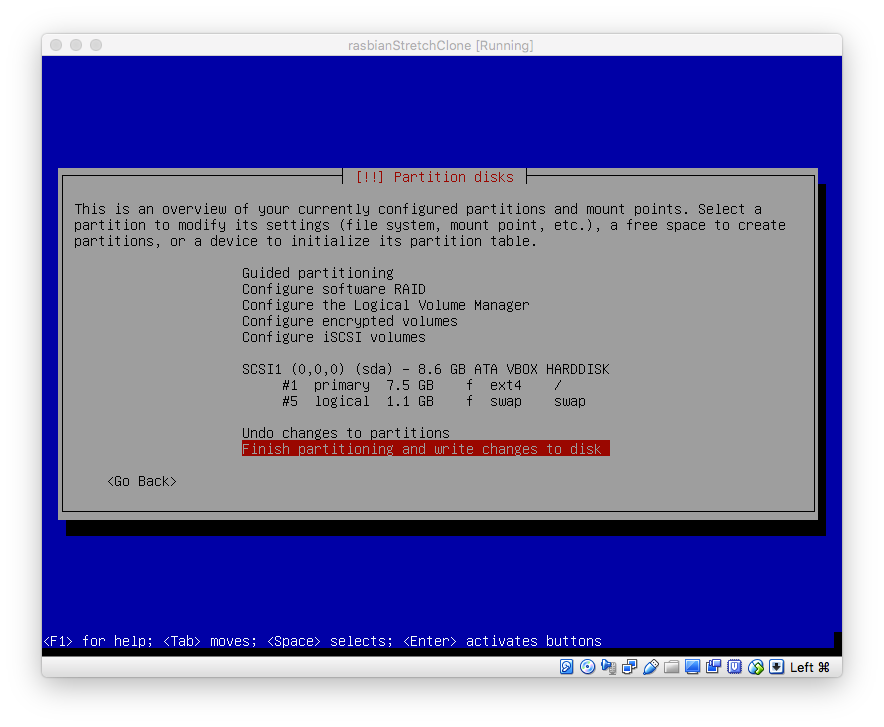 rasbianStretchClone [Running]
[!!] Partition disks
This is an overview of your currently configured partitions and mount points. Select a
partition to modify its settings (file system, mount point, etc.), a free space to create
partitions, or a device to initialize its partition table.
Guided partitioning
Configure software RAID
Configure the Logical Volume Manager
Configure encrypted volumes
Configure iSCSI volumes
SCSI1 (0,0,0) (sda) - 8.6 GB ATA VBOX HARDDISK
#1 primary 7.5 GB f ext4 /
#5 logical 1.1 GB f swap swap
Undo changes to partitions
Finish partitioning and write changes to disk
<Go Back>
<F1> for help; <Tab> moves; <Space> selects; <Enter> activates buttons
Left ⌘